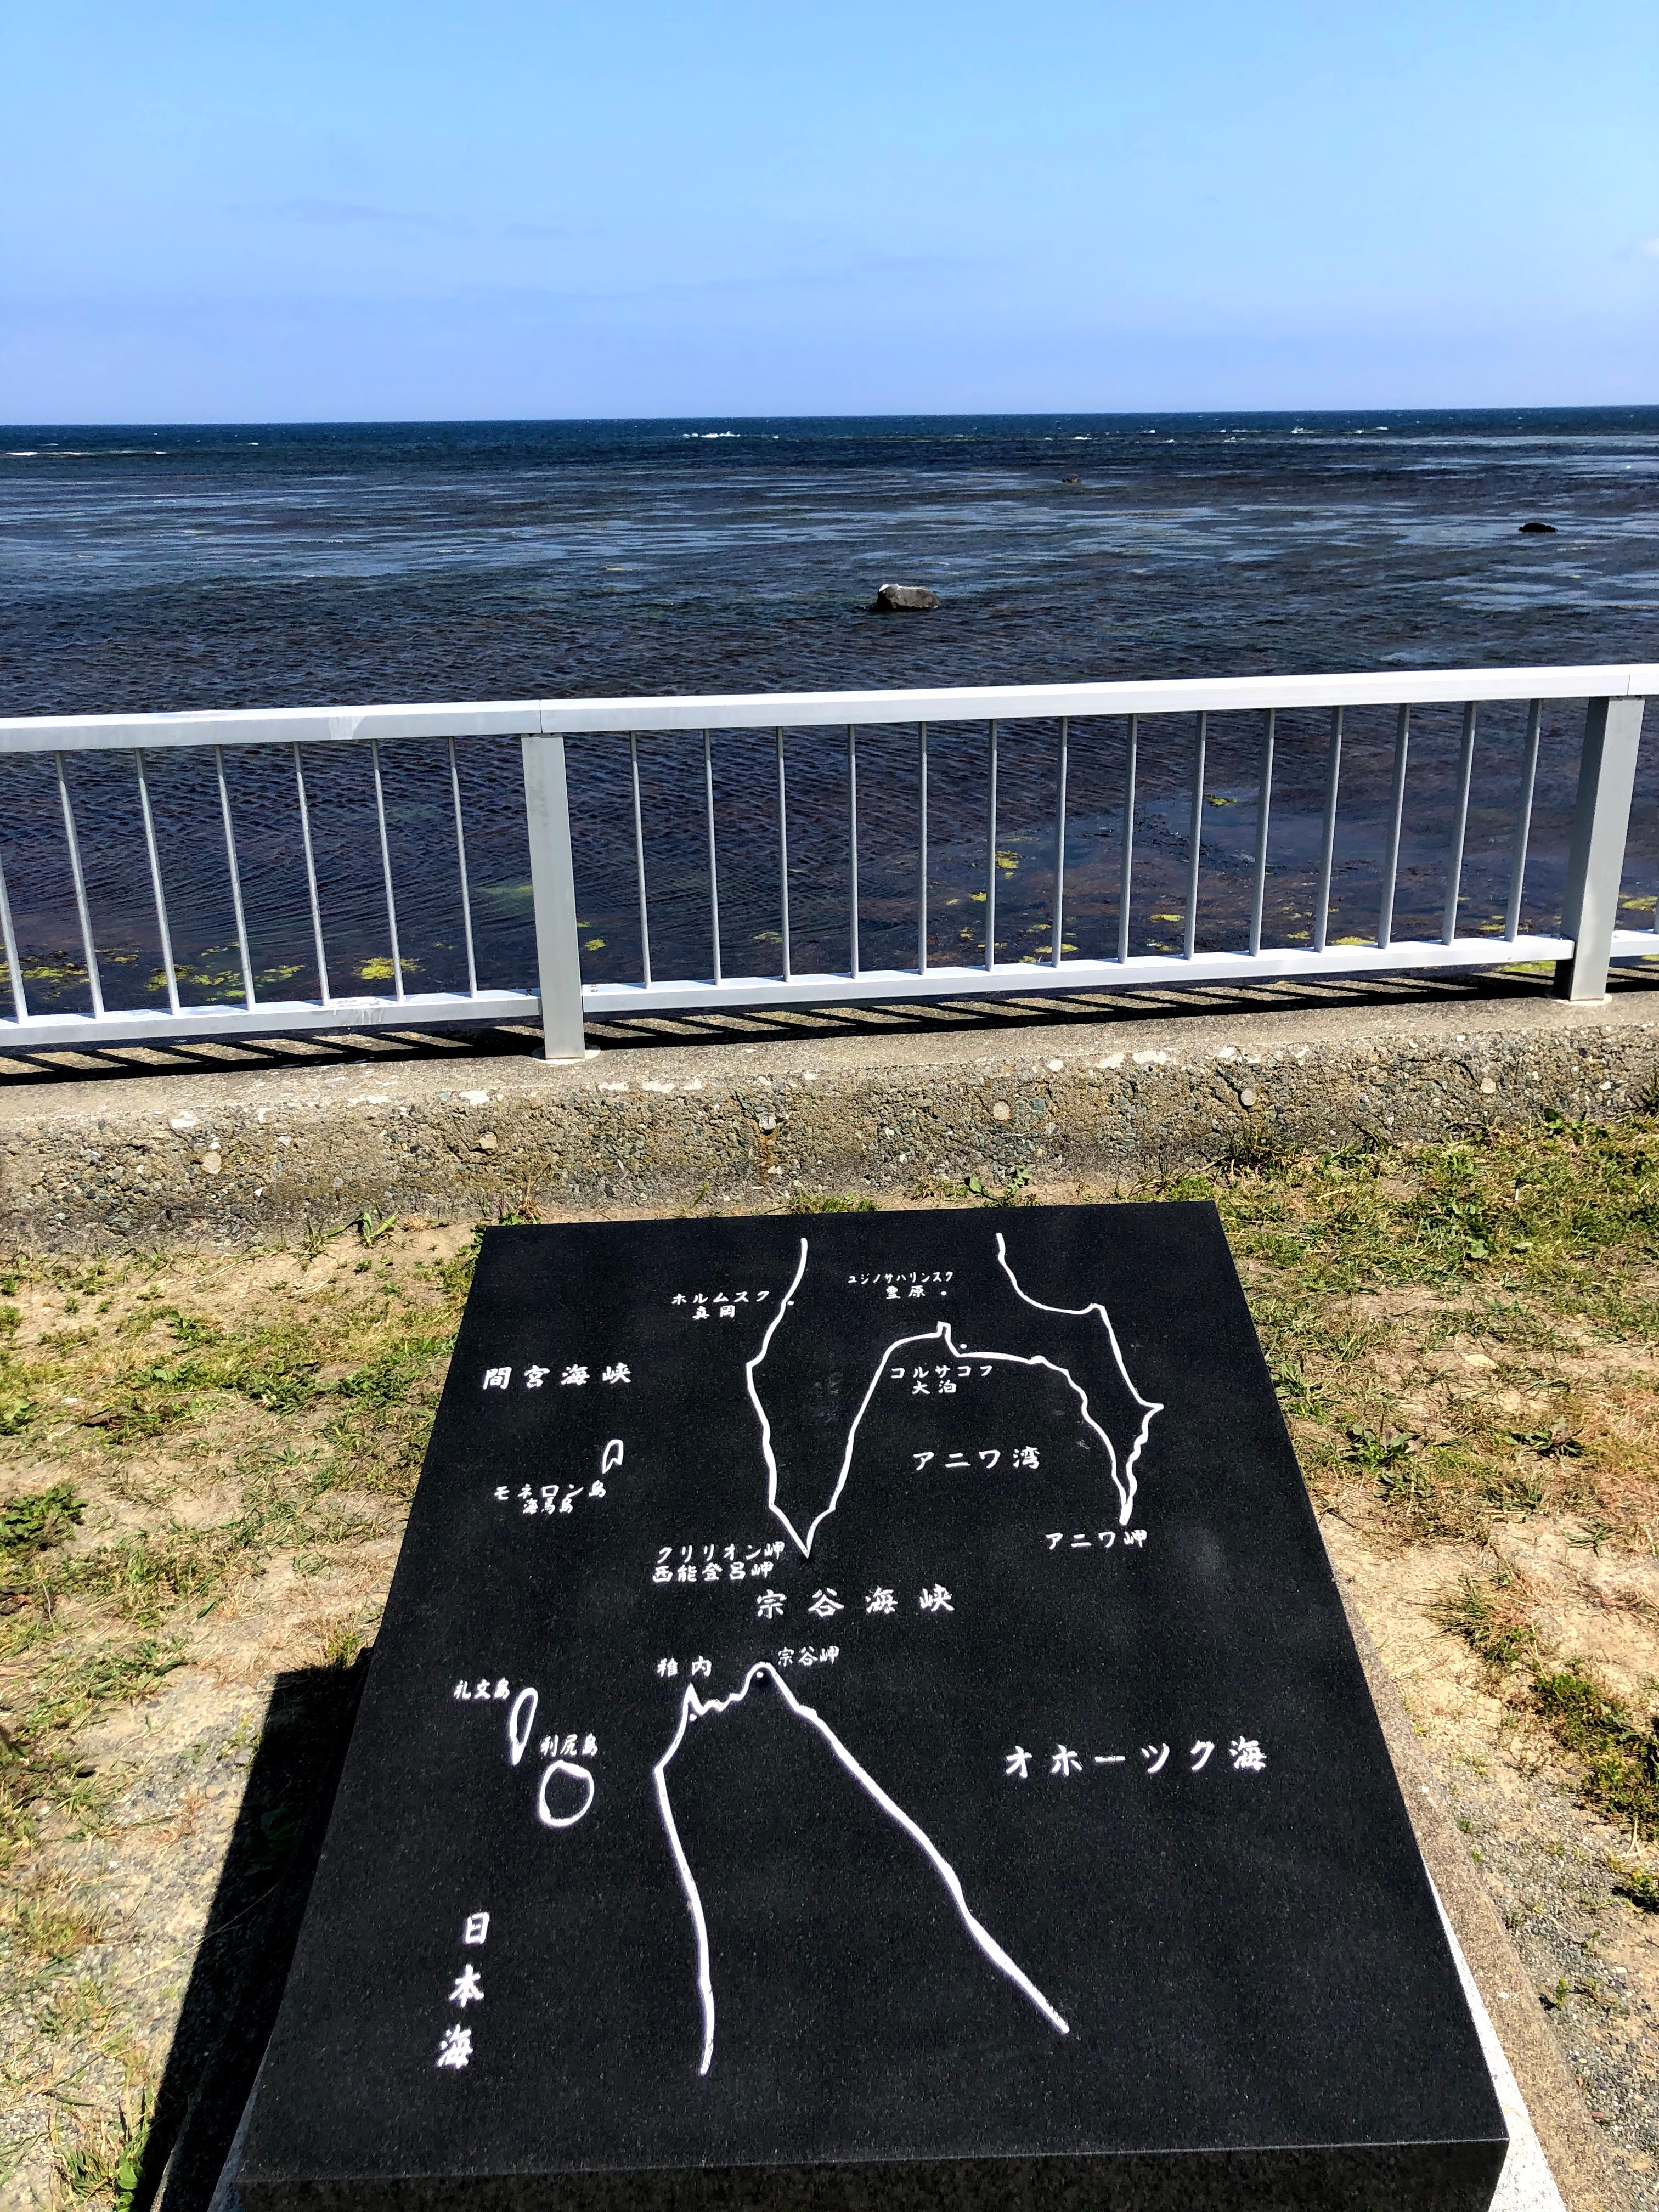 ユジノサハリンスク
豊原
ホルムスク
真岡
間宮海峡
コルサコフ
大泊
アニワ湾
モネロン島
海馬島
アニワ岬
クリリオン岬
西能登呂岬
宗谷海峡
宗谷岬
稚内
礼文島
利尻島
オホーツク海
日本海